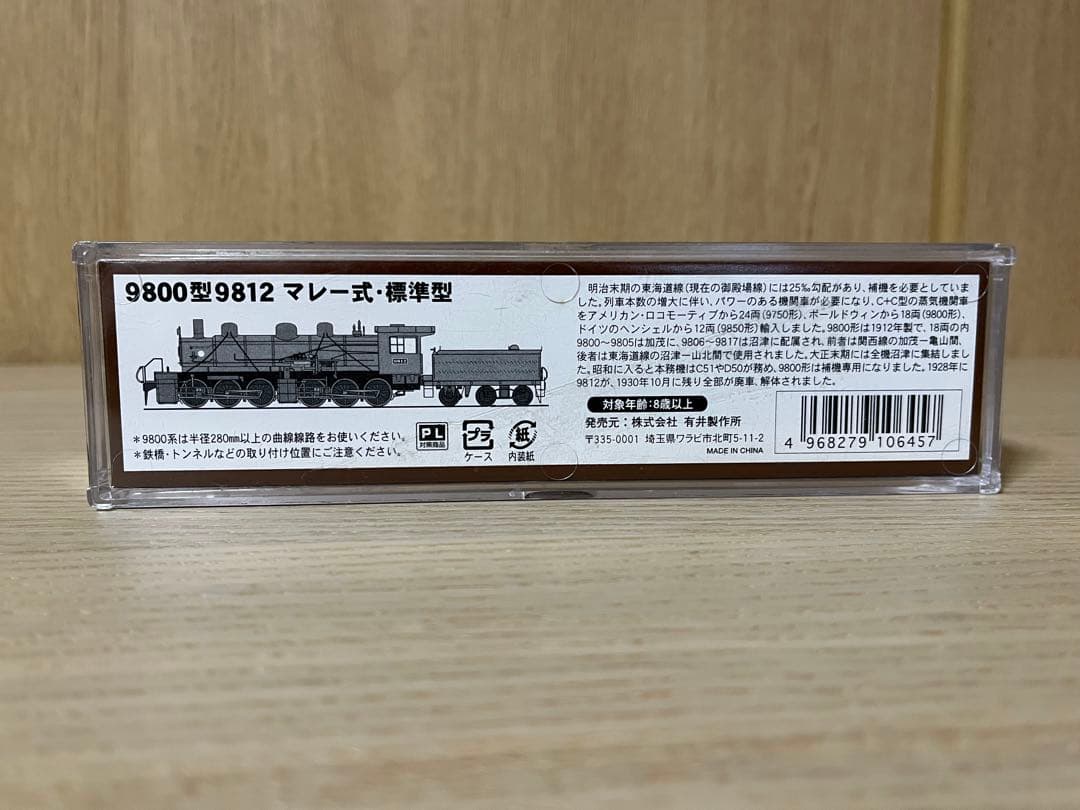 9800型9812 マレー式・標準型
*9800系は半径280mm以上の曲線線路をお使いください。
*鉄橋・トンネルなどの取り付け位置にご注意ください。
PL
対策商品
プラ
ケース
紙
内装紙
明治末期の東海道線(現在の御殿場線)には25‰勾配があり、補機を必要としていま
した。列車本数の増大に伴い、パワーのある機関車が必要になり、C+C型の蒸気機関車
をアメリカン・ロコモーティブから24両(9750形)、ボールドウィンから18両(9800形)、
ドイツのヘンシェルから12両(9850形)輸入しました。9800形は1912年製で、18両の内
9800～9805は加茂に、9806～9817は沼津に配属され、前者は関西線の加茂ー亀山間、
後者は東海道線の沼津ー山北間で使用されました。大正末期には全機沼津に集結しまし
た。昭和に入ると本務機はC51やD50が務め、9800形は補機専用になりました。1928年に
9812が、1930年10月に残り全部が廃車、解体されました。
対象年齢:8歳以上
発売元:株式会社 有井製作所
〒335-0001 埼玉県ワラビ市北町5-11-2
MADE IN CHINA
4 968279 106457